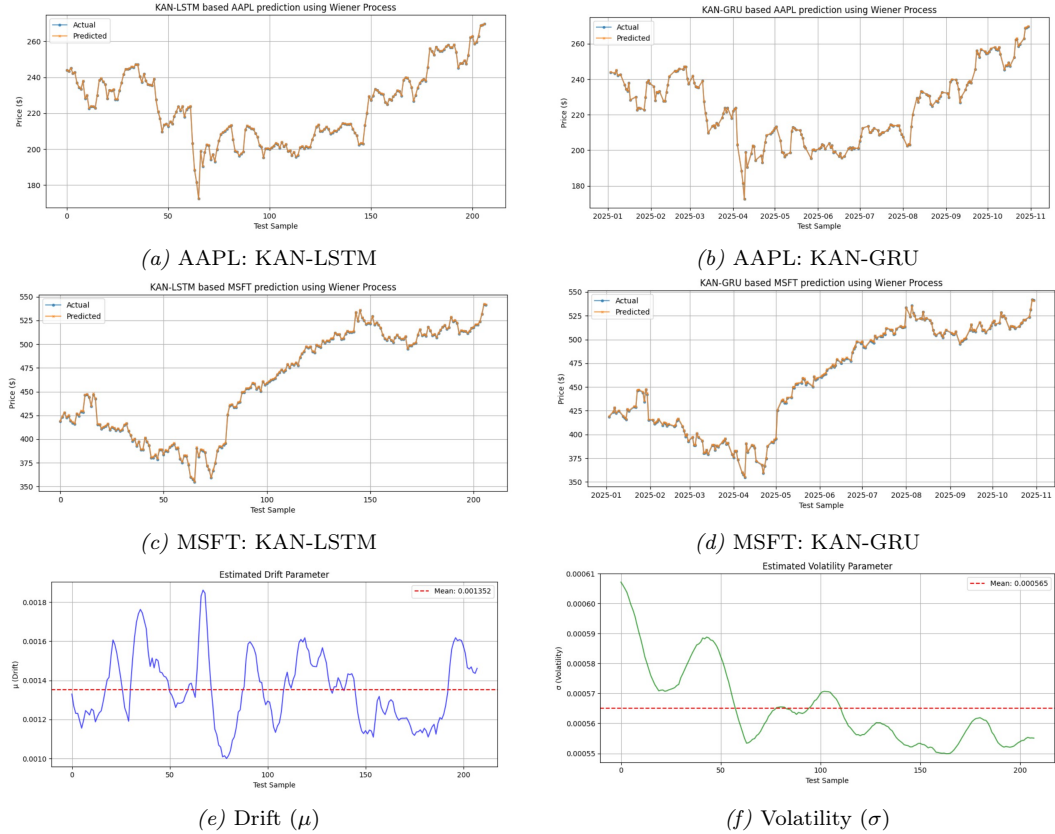 KAN-LSTM based AAPL prediction using Wiener Process
Actual
Predicted
Price ($)
260
240
220
200
180
0 50 100 150 200
Test Sample
(a) AAPL: KAN-LSTM
KAN-GRU based AAPL prediction using Wiener Process
Actual
Predicted
Price ($)
260
240
220
200
180
2025-01 2025-02 2025-03 2025-04 2025-05 2025-06 2025-07 2025-08 2025-09 2025-10 2025-11
Test Sample
(b) AAPL: KAN-GRU
KAN-LSTM based MSFT prediction using Wiener Process
Actual
Predicted
Price ($)
550
525
500
475
450
425
400
375
350
0 50 100 150 200
Test Sample
(c) MSFT: KAN-LSTM
KAN-GRU based MSFT prediction using Wiener Process
Actual
Predicted
Price ($)
550
525
500
475
450
425
400
375
350
2025-01 2025-02 2025-03 2025-04 2025-05 2025-06 2025-07 2025-08 2025-09 2025-10 2025-11
Test Sample
(d) MSFT: KAN-GRU
Estimated Drift Parameter
Mean: 0.001352
μ (Drift)
0.0018
0.0016
0.0014
0.0012
0.0010
0 50 100 150 200
Test Sample
(e) Drift (μ)
Estimated Volatility Parameter
Mean: 0.000565
σ (Volatility)
0.00061
0.00060
0.00059
0.00058
0.00057
0.00056
0.00055
0 50 100 150 200
Test Sample
(f) Volatility (σ)